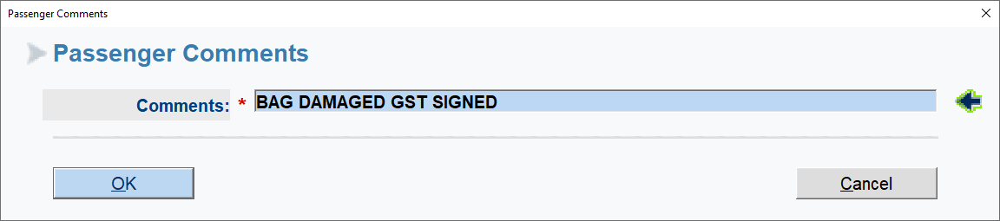 Passenger Comments
Passenger Comments
Comments: * BAG DAMAGED GST SIGNED
OK Cancel